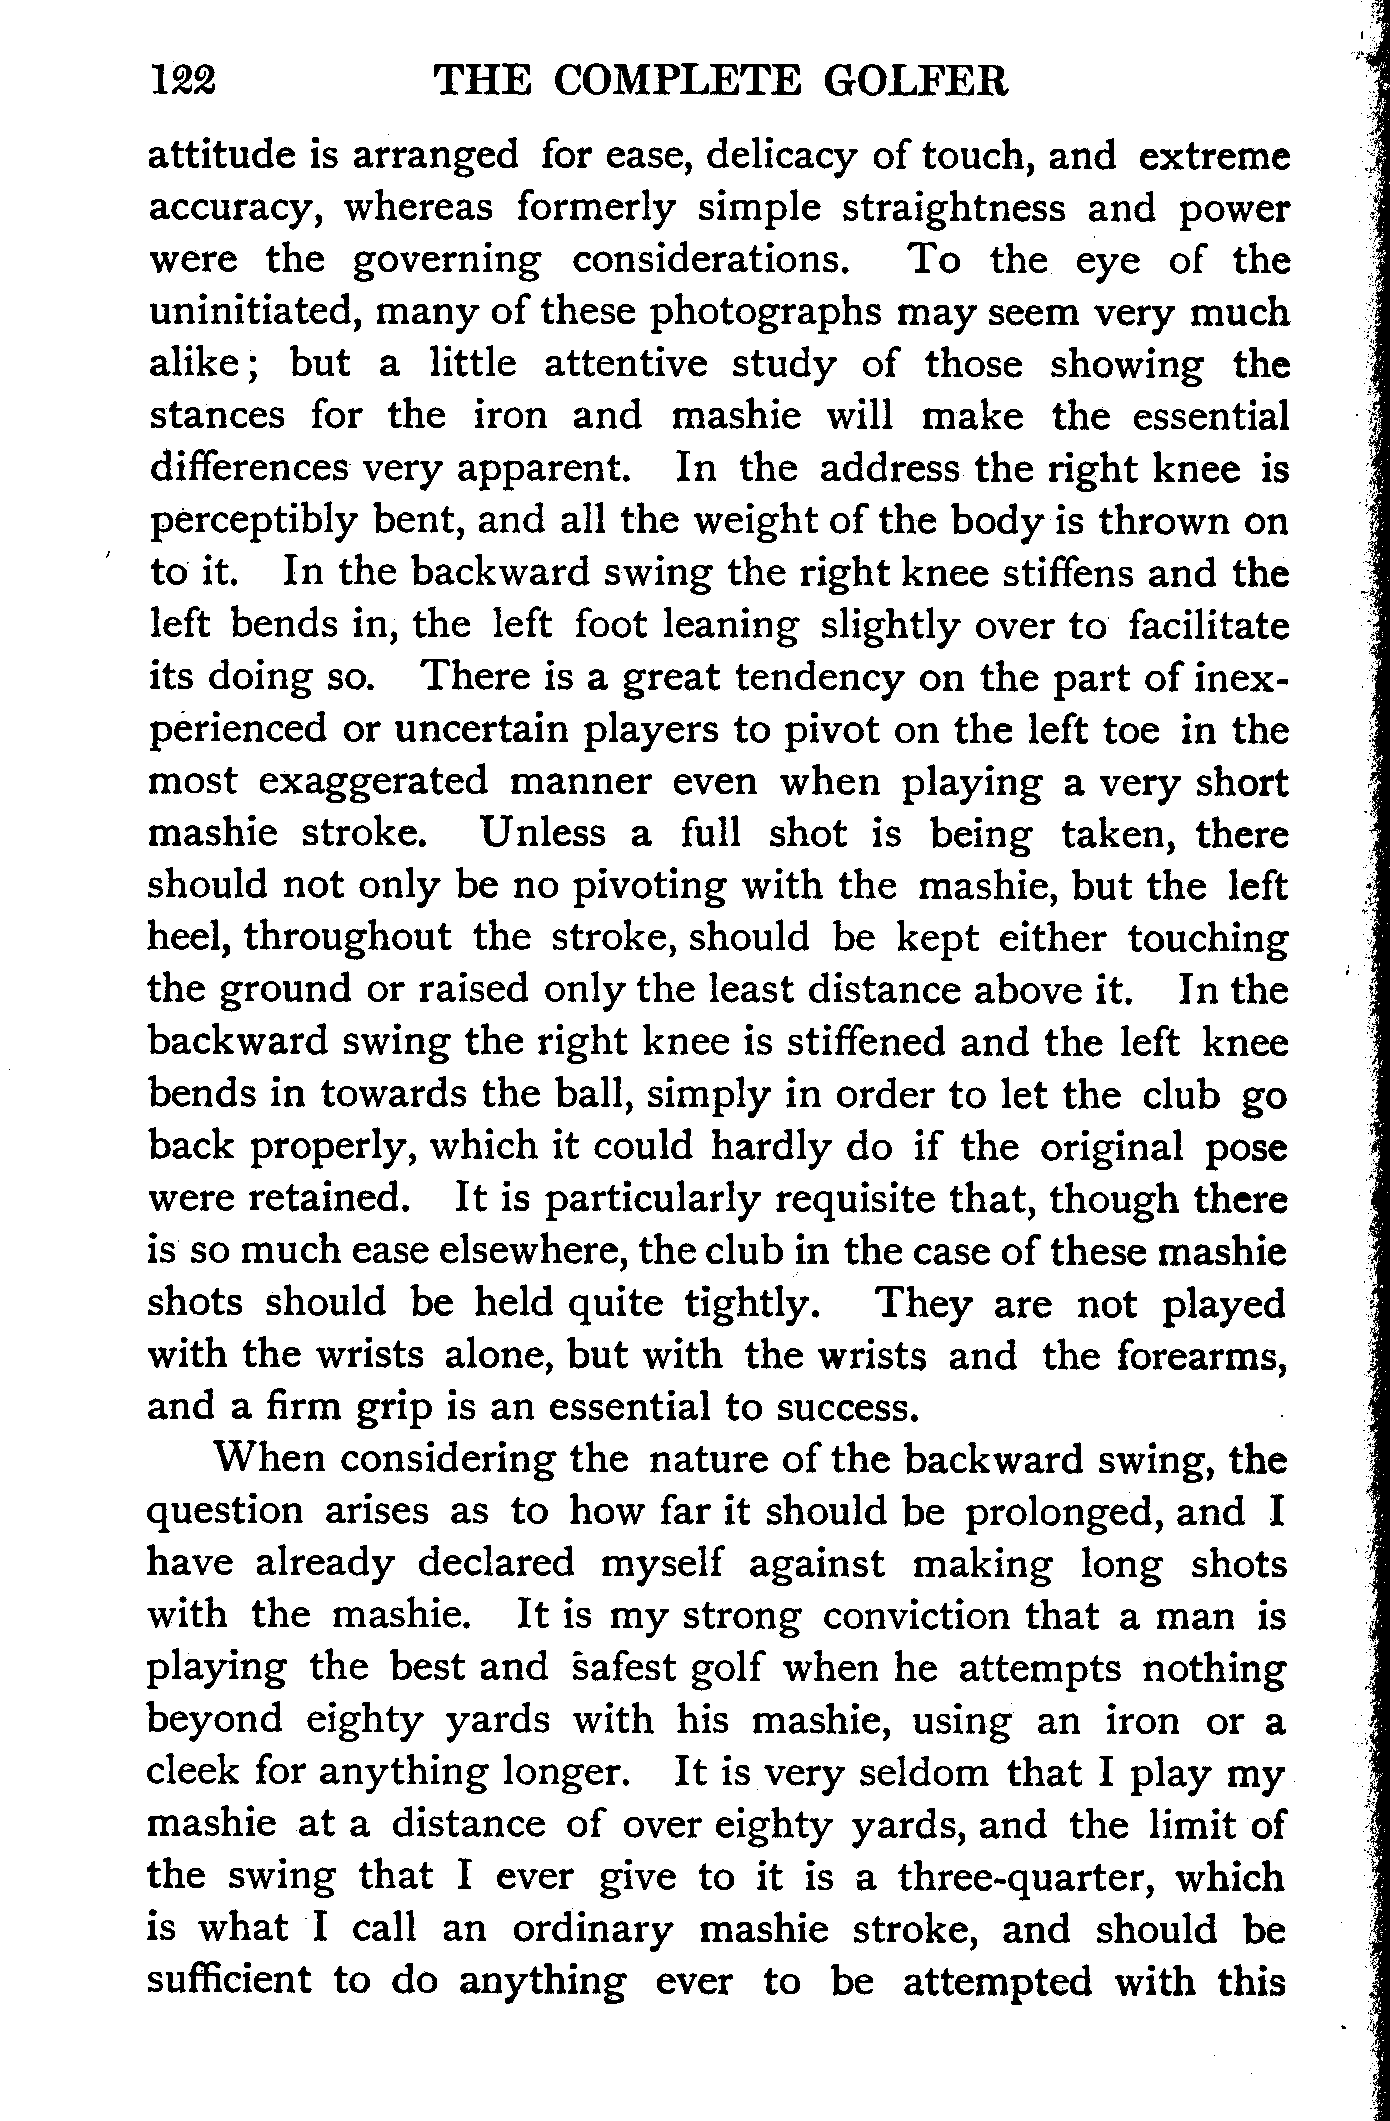 122 THE COMPLETE GOLFER
attitude is arranged for ease, delicacy of touch, and extreme
accuracy, whereas formerly simple straightness and power
were the governing considerations. To the eye of the
uninitiated, many of these photographs may seem very much
alike; but a little attentive study of those showing the
stances for the iron and mashie will make the essential
differences very apparent. In the address the right knee is
perceptibly bent, and all the weight of the body is thrown on
to it. In the backward swing the right knee stiffens and the
left bends in, the left foot leaning slightly over to facilitate
its doing so. There is a great tendency on the part of inex-
perienced or uncertain players to pivot on the left toe in the
most exaggerated manner even when playing a very short
mashie stroke. Unless a full shot is being taken, there
should not only be no pivoting with the mashie, but the left
heel, throughout the stroke, should be kept either touching
the ground or raised only the least distance above it. In the
backward swing the right knee is stiffened and the left knee
bends in towards the ball, simply in order to let the club go
back properly, which it could hardly do if the original pose
were retained. It is particularly requisite that, though there
is so much ease elsewhere, the club in the case of these mashie
shots should be held quite tightly. They are not played
with the wrists alone, but with the wrists and the forearms,
and a firm grip is an essential to success.
When considering the nature of the backward swing, the
question arises as to how far it should be prolonged, and I
have already declared myself against making long shots
with the mashie. It is my strong conviction that a man is
playing the best and safest golf when he attempts nothing
beyond eighty yards with his mashie, using an iron or a
cleek for anything longer. It is very seldom that I play my
mashie at a distance of over eighty yards, and the limit of
the swing that I ever give to it is a three-quarter, which
is what I call an ordinary mashie stroke, and should be
sufficient to do anything ever to be attempted with this